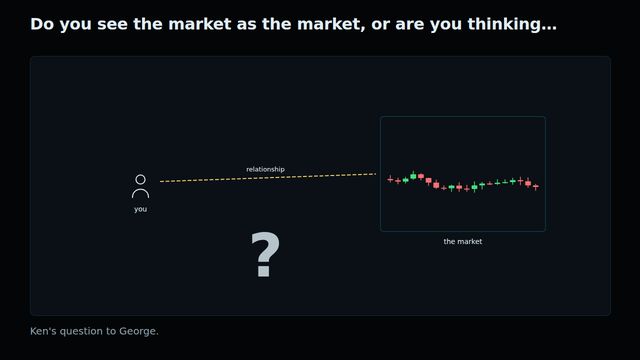 Do you see the market as the market, or are you thinking...
relationship
you
?
the market
Ken's question to George.